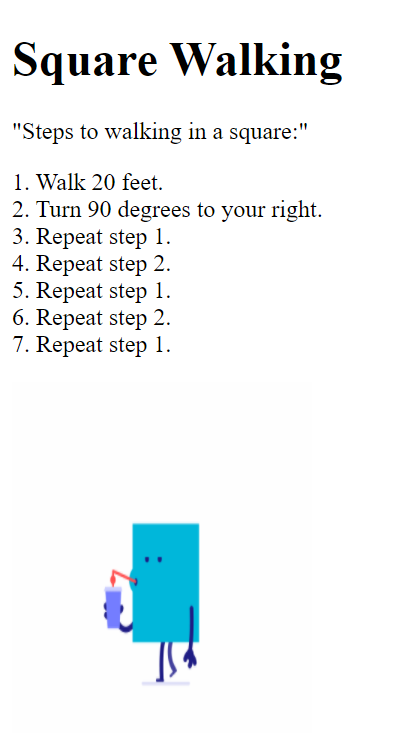 Square Walking
"Steps to walking in a square:"
1. Walk 20 feet.
2. Turn 90 degrees to your right.
3. Repeat step 1.
4. Repeat step 2.
5. Repeat step 1.
6. Repeat step 2.
7. Repeat step 1.